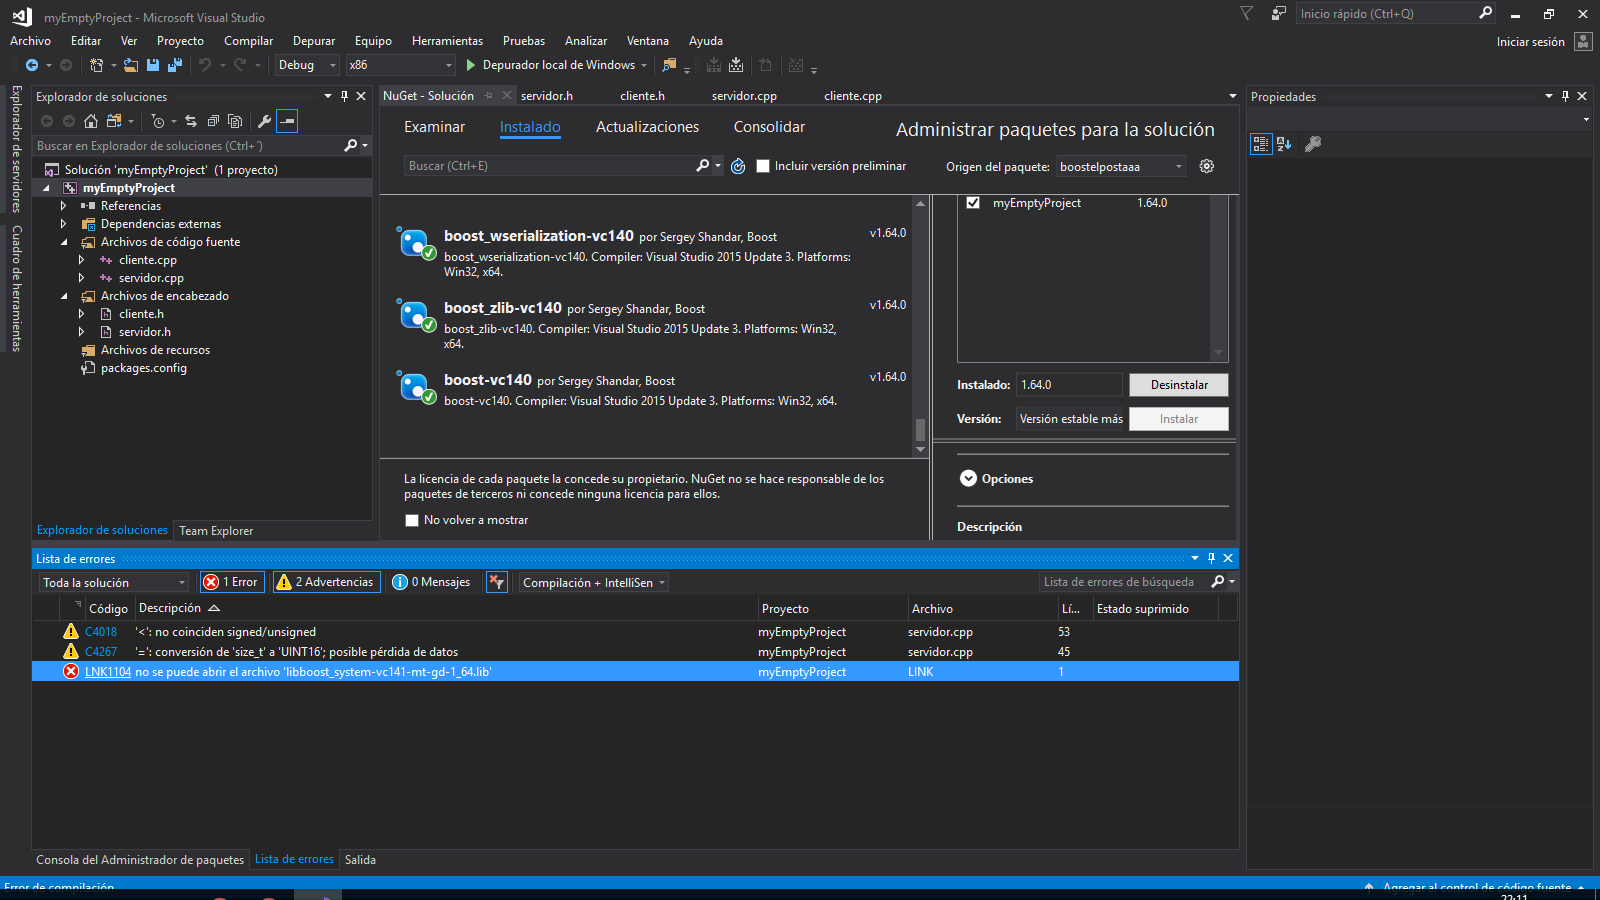 myEmptyProject - Microsoft Visual Studio
Inicio rápido (Ctrl+Q)
Archivo Editar Ver Proyecto Compilar Depurar Equipo Herramientas Pruebas Analizar Ventana Ayuda
Iniciar sesión
Debug x86 Depurador local de Windows
Explorador de servidores
Cuadro de herramientas
Explorador de soluciones
Buscar en Explorador de soluciones (Ctrl+´)
Solución 'myEmptyProject' (1 proyecto)
myEmptyProject
Referencias
Dependencias externas
Archivos de código fuente
cliente.cpp
servidor.cpp
Archivos de encabezado
cliente.h
servidor.h
Archivos de recursos
packages.config
Explorador de soluciones Team Explorer
NuGet - Solución servidor.h cliente.h servidor.cpp cliente.cpp
Examinar Instalado Actualizaciones Consolidar
Administrar paquetes para la solución
Buscar (Ctrl+E)
Incluir versión preliminar
Origen del paquete: boostelpostaaa
boost_wserialization-vc140 por Sergey Shandar, Boost
v1.64.0
boost_wserialization-vc140. Compiler: Visual Studio 2015 Update 3. Platforms:
Win32, x64.
boost_zlib-vc140 por Sergey Shandar, Boost
v1.64.0
boost_zlib-vc140. Compiler: Visual Studio 2015 Update 3. Platforms: Win32,
x64.
boost-vc140 por Sergey Shandar, Boost
v1.64.0
boost-vc140. Compiler: Visual Studio 2015 Update 3. Platforms: Win32, x64.
La licencia de cada paquete la concede su propietario. NuGet no se hace responsable de los
paquetes de terceros ni concede ninguna licencia para ellos.
No volver a mostrar
myEmptyProject 1.64.0
Instalado: 1.64.0 Desinstalar
Versión: Versión estable más Instalar
Opciones
Descripción
Propiedades
Lista de errores
Toda la solución 1 Error 2 Advertencias 0 Mensajes Compilación + IntelliSen
Lista de errores de búsqueda
Código Descripción Proyecto Archivo Lí... Estado suprimido
C4018 '<': no coinciden signed/unsigned myEmptyProject servidor.cpp 53
C4267 '=': conversión de 'size_t' a 'UINT16'; posible pérdida de datos myEmptyProject servidor.cpp 45
LNK1104 no se puede abrir el archivo 'libboost_system-vc141-mt-gd-1_64.lib' myEmptyProject LINK 1
Consola del Administrador de paquetes Lista de errores Salida
Error de compilación
Agregar al control de código fuente
22:11